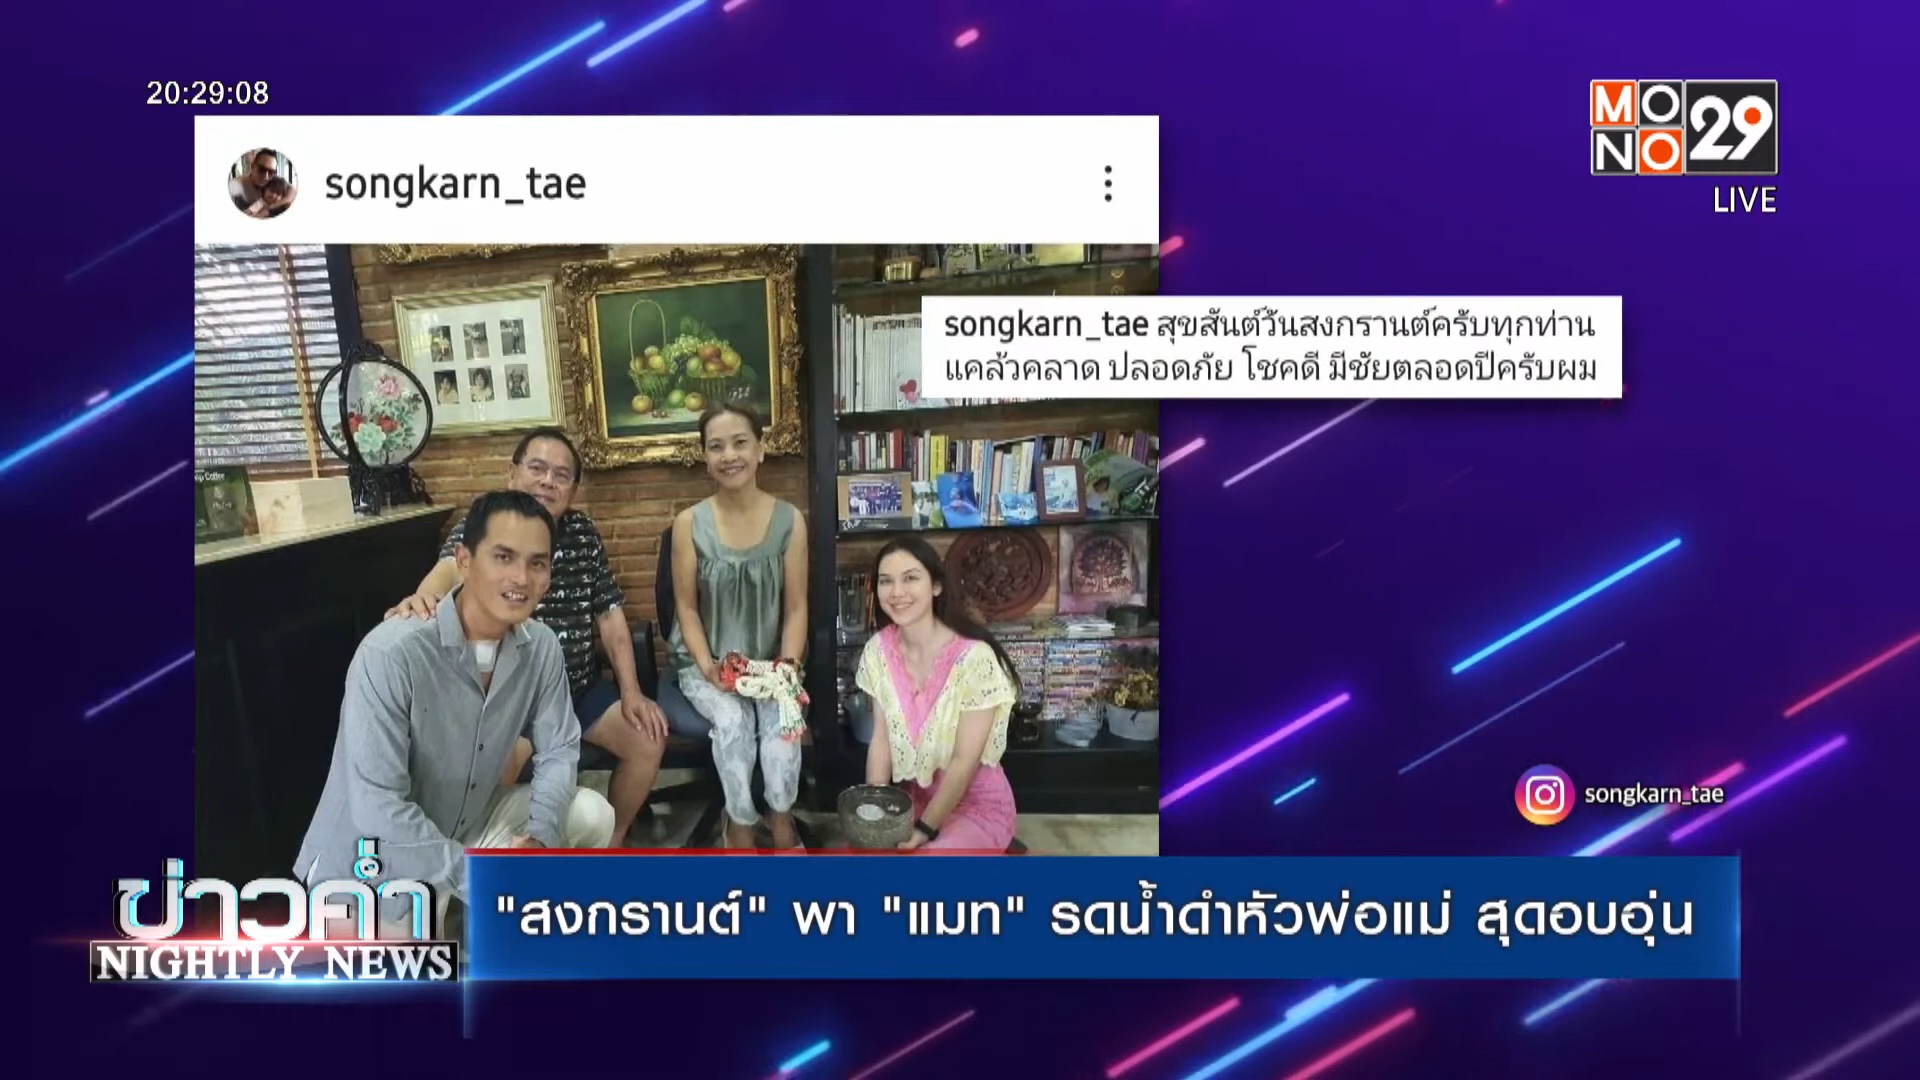 20:29:08
MONO 29
LIVE
songkarn_tae
songkarn_tae สุขสันต์วันสงกรานต์ครับทุกท่าน
แคล้วคลาด ปลอดภัย โชคดี มีชัยตลอดปีครับผม
songkarn_tae
ข่าวค่ำ
NIGHTLY NEWS
"สงกรานต์" พา "แมท" รดน้ำดำหัวพ่อแม่ สุดอบอุ่น